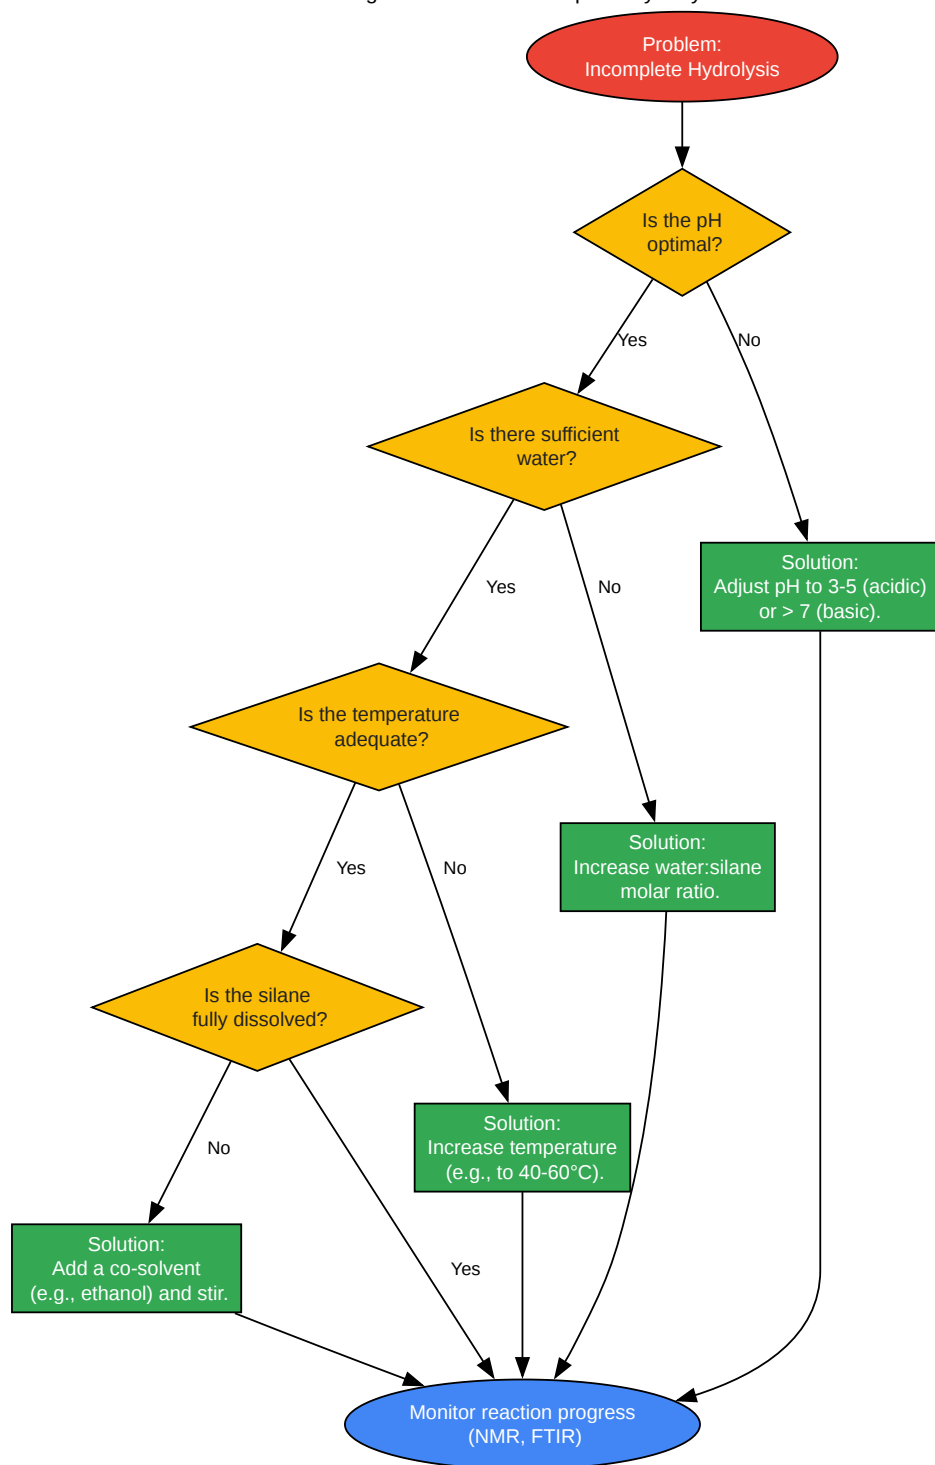 Problem:
Incomplete Hydrolysis
Is the pH
optimal?
Yes
No
Is there sufficient
water?
Solution:
Adjust pH to 3-5 (acidic)
or > 7 (basic).
Yes
No
Is the temperature
adequate?
Solution:
Increase water:silane
molar ratio.
Yes
No
Is the silane
fully dissolved?
Solution:
Increase temperature
(e.g., to 40-60°C).
No
Yes
Solution:
Add a co-solvent
(e.g., ethanol) and stir.
Monitor reaction progress
(NMR, FTIR)